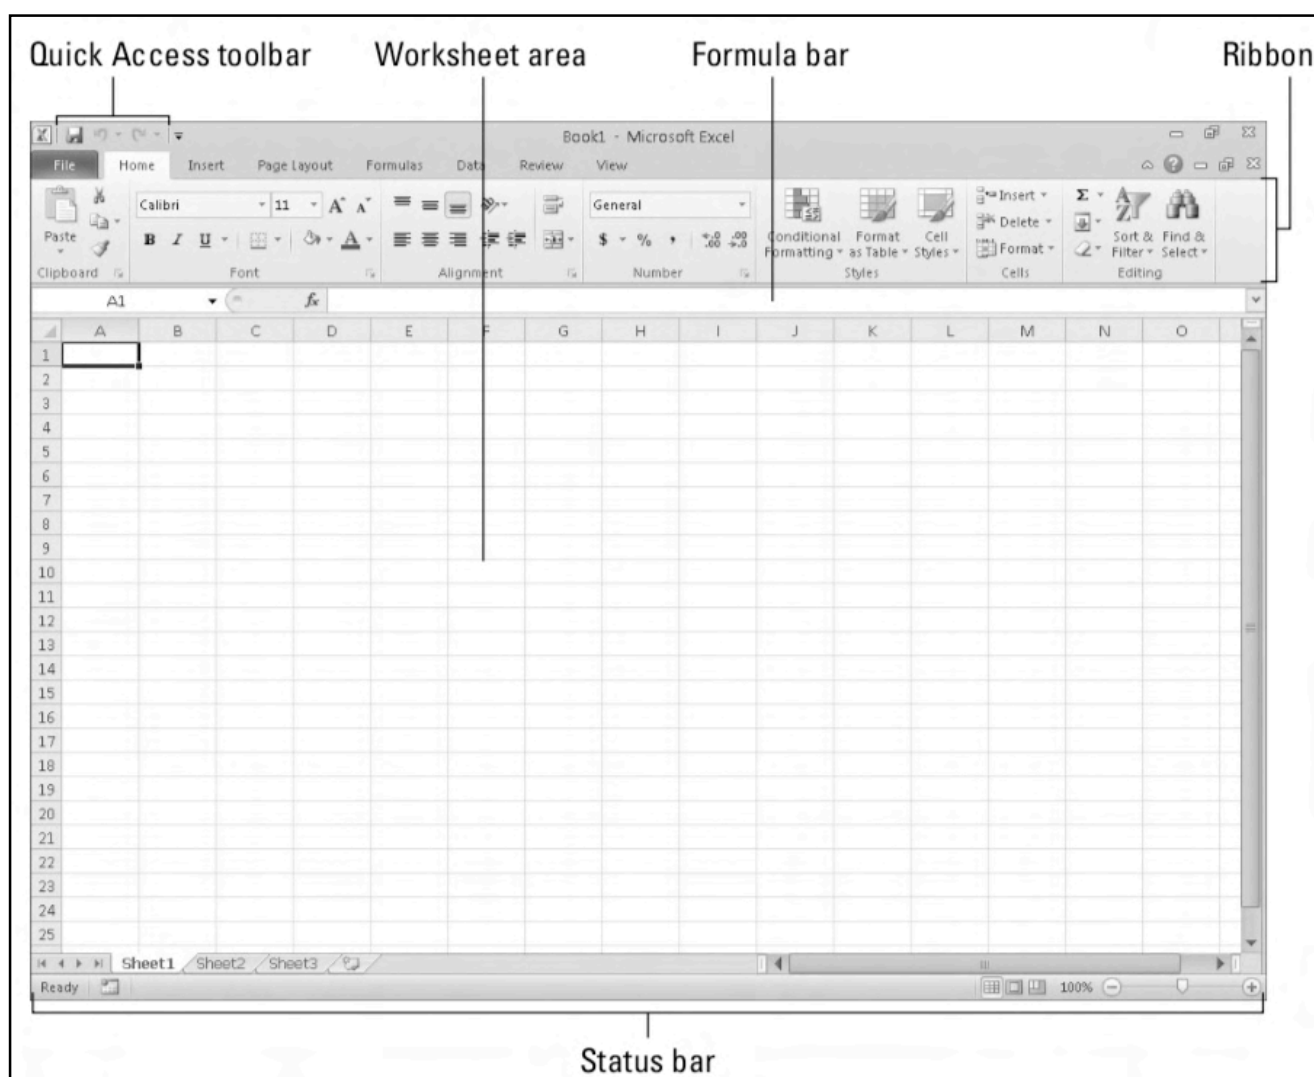 Quick Access toolbar Worksheet area Formula bar Ribbon
Book1 - Microsoft Excel
File Home Insert Page Layout Formulas Data Review View
Calibri 11 A A General Insert Σ
Delete
Paste B I U A $ % , .0 .00 .00 .0 Conditional Format Cell Sort & Find &
Formatting as Table Styles Format Filter Select
Clipboard Font Alignment Number Styles Cells Editing
A1 fx
A B C D E F G H I J K L M N O
1
2
3
4
5
6
7
8
9
10
11
12
13
14
15
16
17
18
19
20
21
22
23
24
25
Sheet1 Sheet2 Sheet3
Ready 100%
Status bar